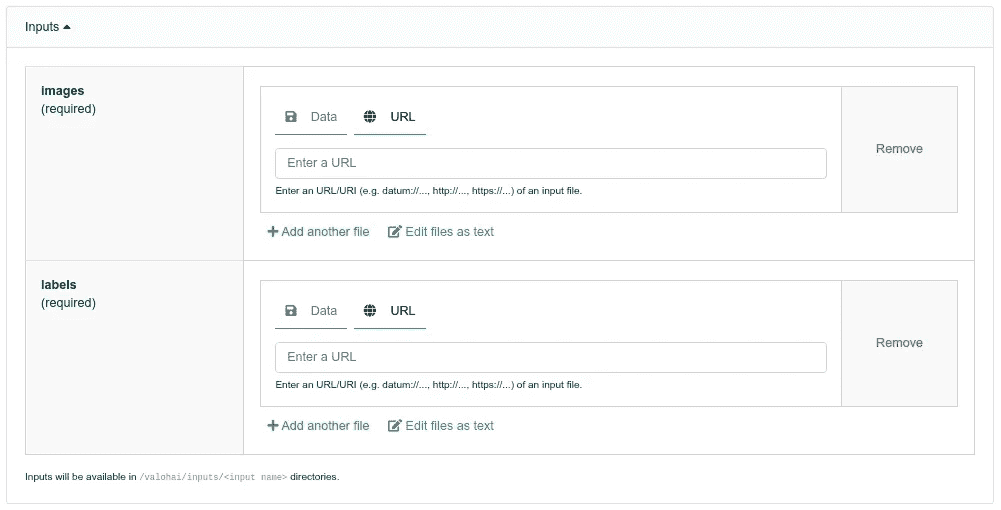 Inputs
images
(required)
Data URL
Enter a URL
Remove
Enter an URL/URI (e.g. datum://..., http://..., https://...) of an input file.
Add another file Edit files as text
labels
(required)
Data URL
Enter a URL
Remove
Enter an URL/URI (e.g. datum://..., http://..., https://...) of an input file.
Add another file Edit files as text
Inputs will be available in /valohai/inputs/<input name> directories.